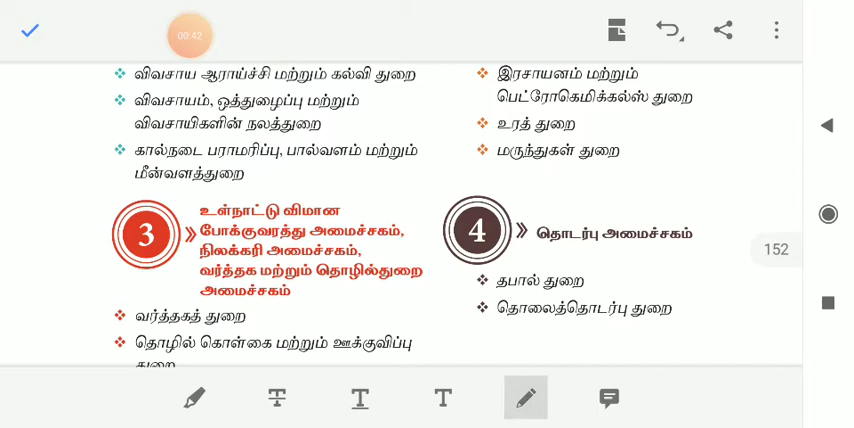 00:42
விவசாய ஆராய்ச்சி மற்றும் கல்வி துறை
விவசாயம், ஒத்துழைப்பு மற்றும்
விவசாயிகளின் நலத்துறை
கால்நடை பராமரிப்பு, பால்வளம் மற்றும்
மீன்வளத்துறை
இரசாயனம் மற்றும்
பெட்ரோகெமிக்கல்ஸ் துறை
உரத் துறை
மருந்துகள் துறை
3
உள்நாட்டு விமான
போக்குவரத்து அமைச்சகம்,
நிலக்கரி அமைச்சகம்,
வர்த்தக மற்றும் தொழில்துறை
அமைச்சகம்
வர்த்தகத் துறை
தொழில் கொள்கை மற்றும் ஊக்குவிப்பு
துறை
4
தொடர்பு அமைச்சகம்
தபால் துறை
தொலைத்தொடர்பு துறை
152